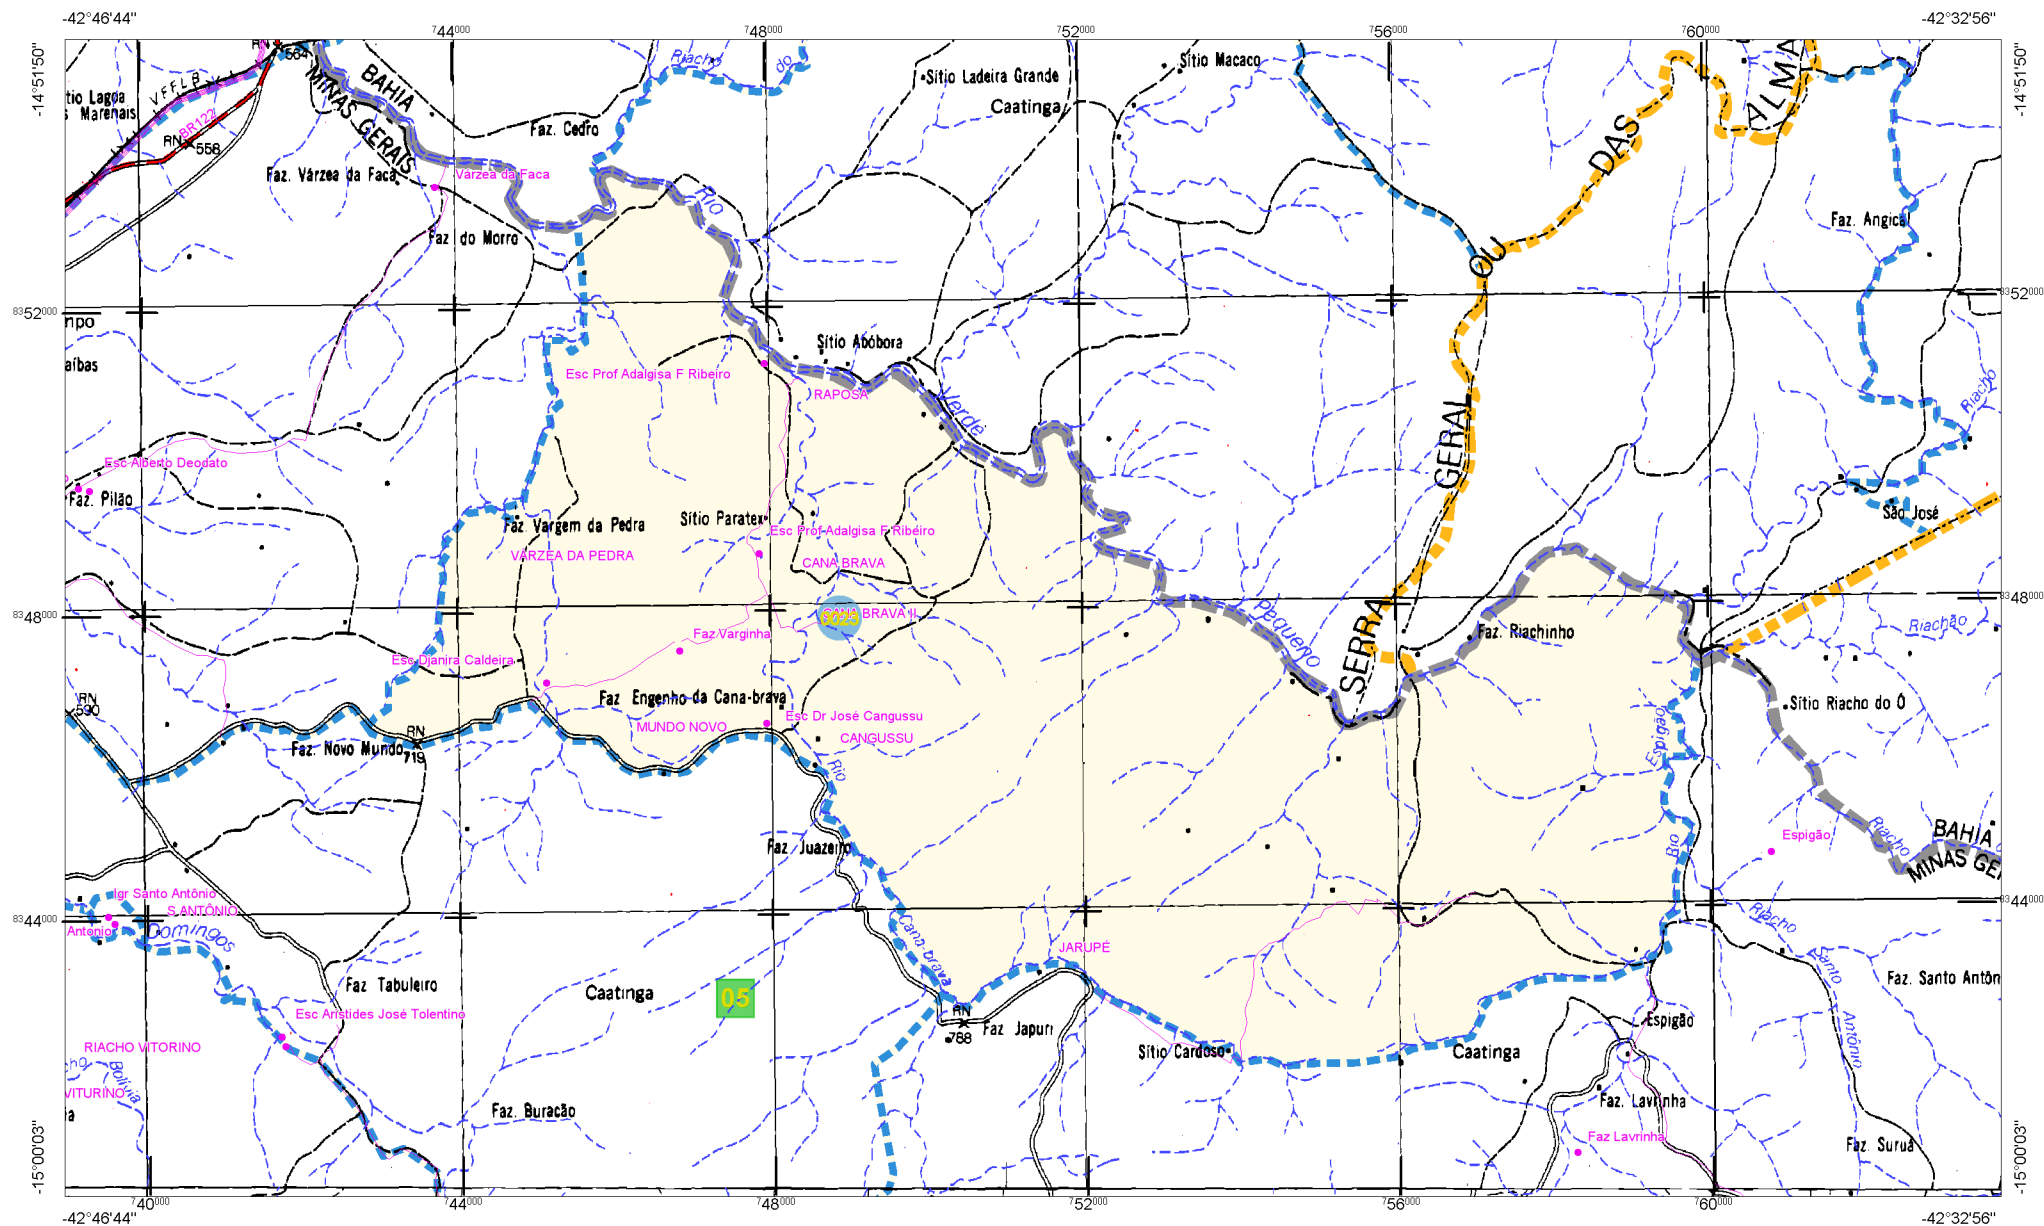 -42°46'44"
-42°32'56"
744000
748000
752000
756000
760000
-14°51'50"
-14°51'50"
RN
564
BAHIA
MINAS GERAIS
VFFLB
BR122
RN
558
tio Lagoa
s Marenais
Riacho
do
Sítio Ladeira Grande
Caatinga
Sítio Macaco
DAS
ALMA
Faz. Cedro
Faz. Várzea da Faca
Várzea da Faca
Rio
Faz do Morro
Faz. Angical
OU
8352000
8352000
npo
aíbas
Sítio Abóbora
Esc Prof Adalgisa F Ribeiro
RAPOSA
Verde
Riacho
GERAL
Esc Alberto Deodato
Faz. Pilão
Faz Vargem da Pedra
Sítio Paratex
Esc Prof Adalgisa F Ribeiro
São José
VARZEA DA PEDRA
CANA BRAVA
8348000
8348000
CANA BRAVA II
0025
Pequeno
SERRA
Faz Varginha
Faz. Riachinho
Riachão
Esc Djanira Caldeira
Faz Engenho da Cana-brava
RN
590
Sítio Riacho do Ó
Espigão
MUNDO NOVO
Esc Dr José Cangussu
CANGUSSU
RN
719
Faz. Novo Mundo
Rio
Faz Juazeiro
Rio
Espigão
Riacho
BAHIA
MINAS GE
Igr Santo Antônio
S ANTÔNIO
8344000
8344000
Antonio
Domingos
Cana-brava
JARUPÉ
Riacho
Santo
Antônio
Faz Tabuleiro
Caatinga
05
Faz. Santo Antôn
Esc Aristides José Tolentino
RN
788
Faz Japuri
Espigão
RIACHO VITORINO
Sítio Cardoso
Caatinga
cho
Bolívia
VITURINO
a
Faz. Buracão
Faz. Lavrinha
Faz Lavrinha
Faz. Suruá
-15°00'03"
-15°00'03"
740000
744000
748000
752000
756000
760000
-42°46'44"
-42°32'56"